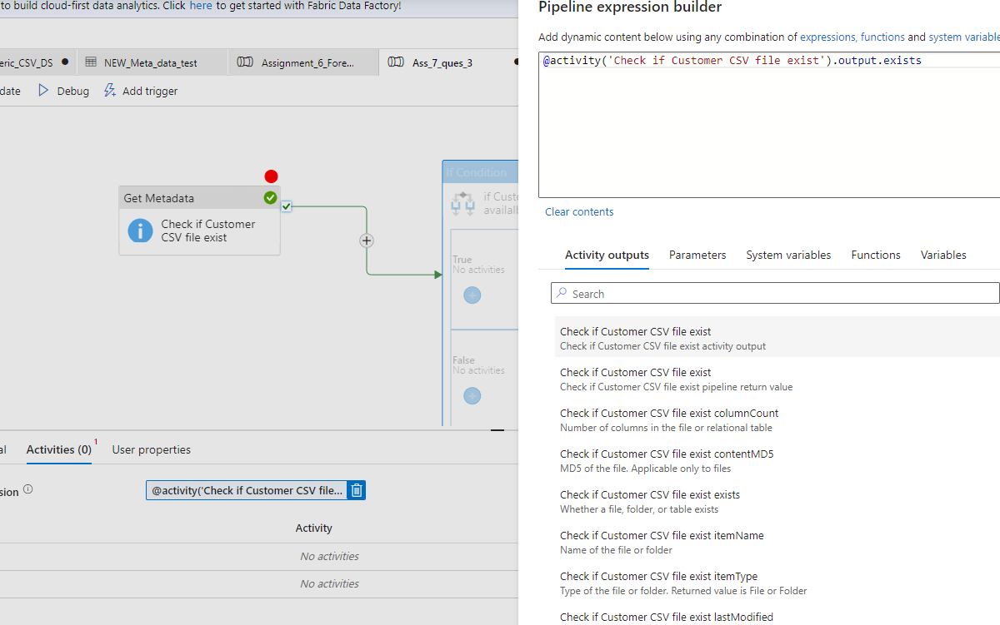 to build cloud-first data analytics. Click here to get started with Fabric Data Factory!
eric_CSV_DS
NEW_Meta_data_test
Assignment_6_Fore...
Ass_7_ques_3
date
Debug
Add trigger
Get Metadata
Check if Customer
CSV file exist
If Condition
if Custo
availab
True
No activities
False
No activities
al
Activities (0)
1
User properties
sion
@activity('Check if Customer CSV file...
Activity
No activities
No activities
Pipeline expression builder
Add dynamic content below using any combination of expressions, functions and system variable
@activity('Check if Customer CSV file exist').output.exists
Clear contents
Activity outputs
Parameters
System variables
Functions
Variables
Search
Check if Customer CSV file exist
Check if Customer CSV file exist activity output
Check if Customer CSV file exist
Check if Customer CSV file exist pipeline return value
Check if Customer CSV file exist columnCount
Number of columns in the file or relational table
Check if Customer CSV file exist contentMD5
MD5 of the file. Applicable only to files
Check if Customer CSV file exist exists
Whether a file, folder, or table exists
Check if Customer CSV file exist itemName
Name of the file or folder
Check if Customer CSV file exist itemType
Type of the file or folder. Returned value is File or Folder
Check if Customer CSV file exist lastModified